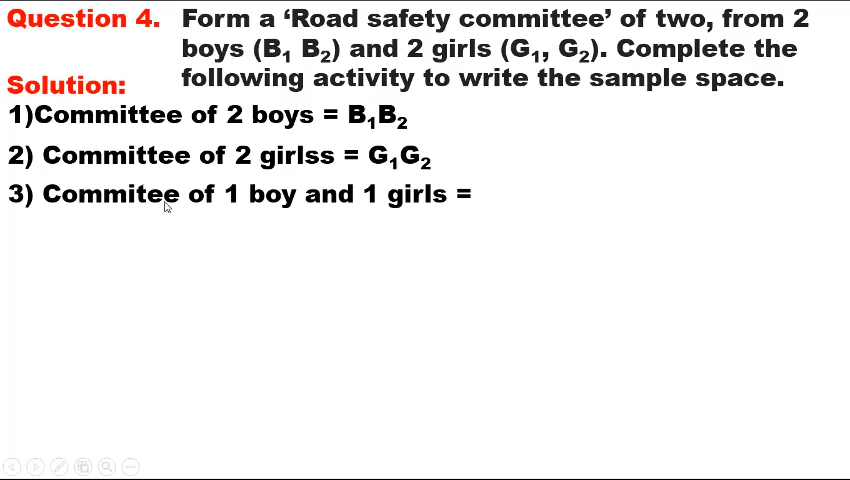 Question 4. Form a ‘Road safety committee’ of two, from 2
boys (B₁ B₂) and 2 girls (G₁, G₂). Complete the
Solution: following activity to write the sample space.
1)Committee of 2 boys = B₁B₂
2) Committee of 2 girlss = G₁G₂
3) Commitee of 1 boy and 1 girls =